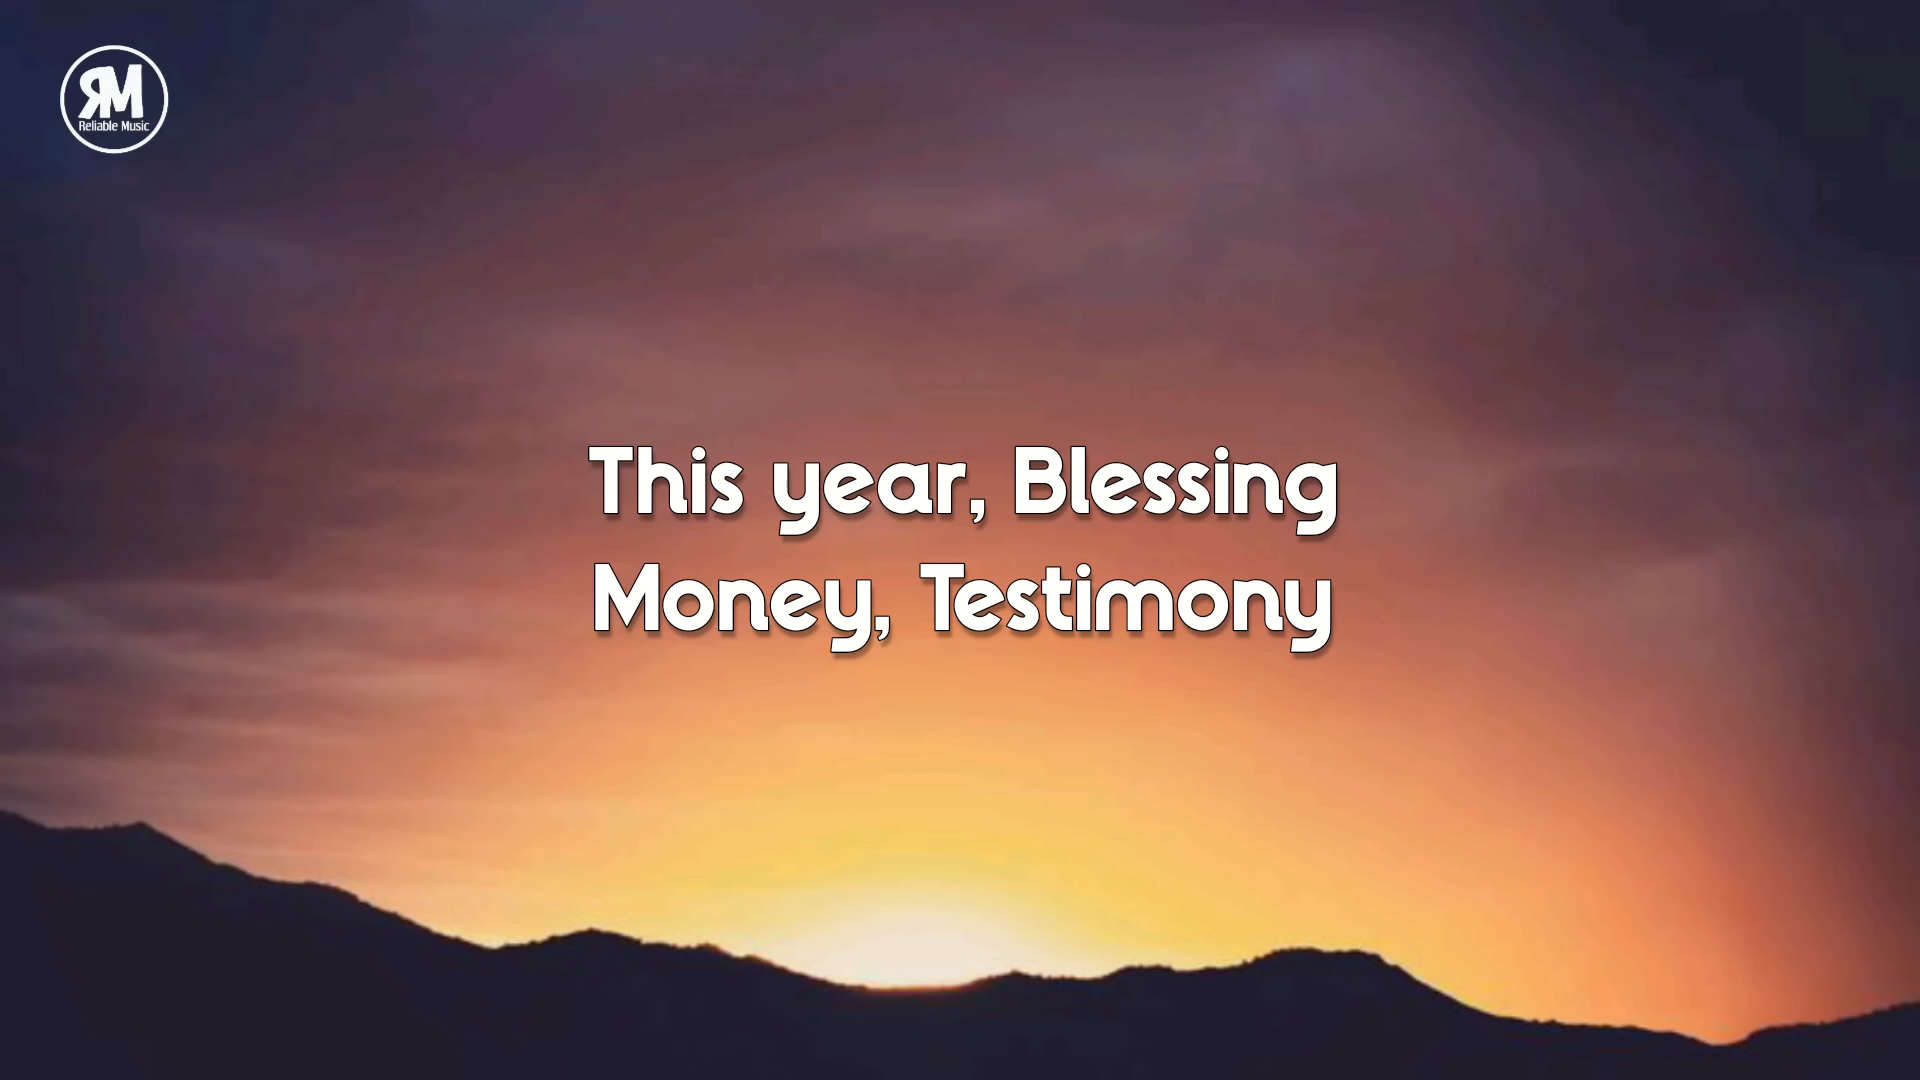 RM
Reliable Music
This year, Blessing
Money, Testimony